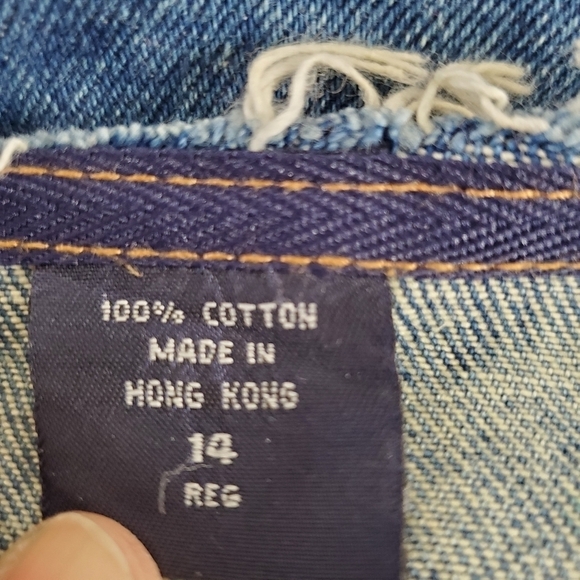 100% COTTON
MADE IN
HONG KONG
14
REG